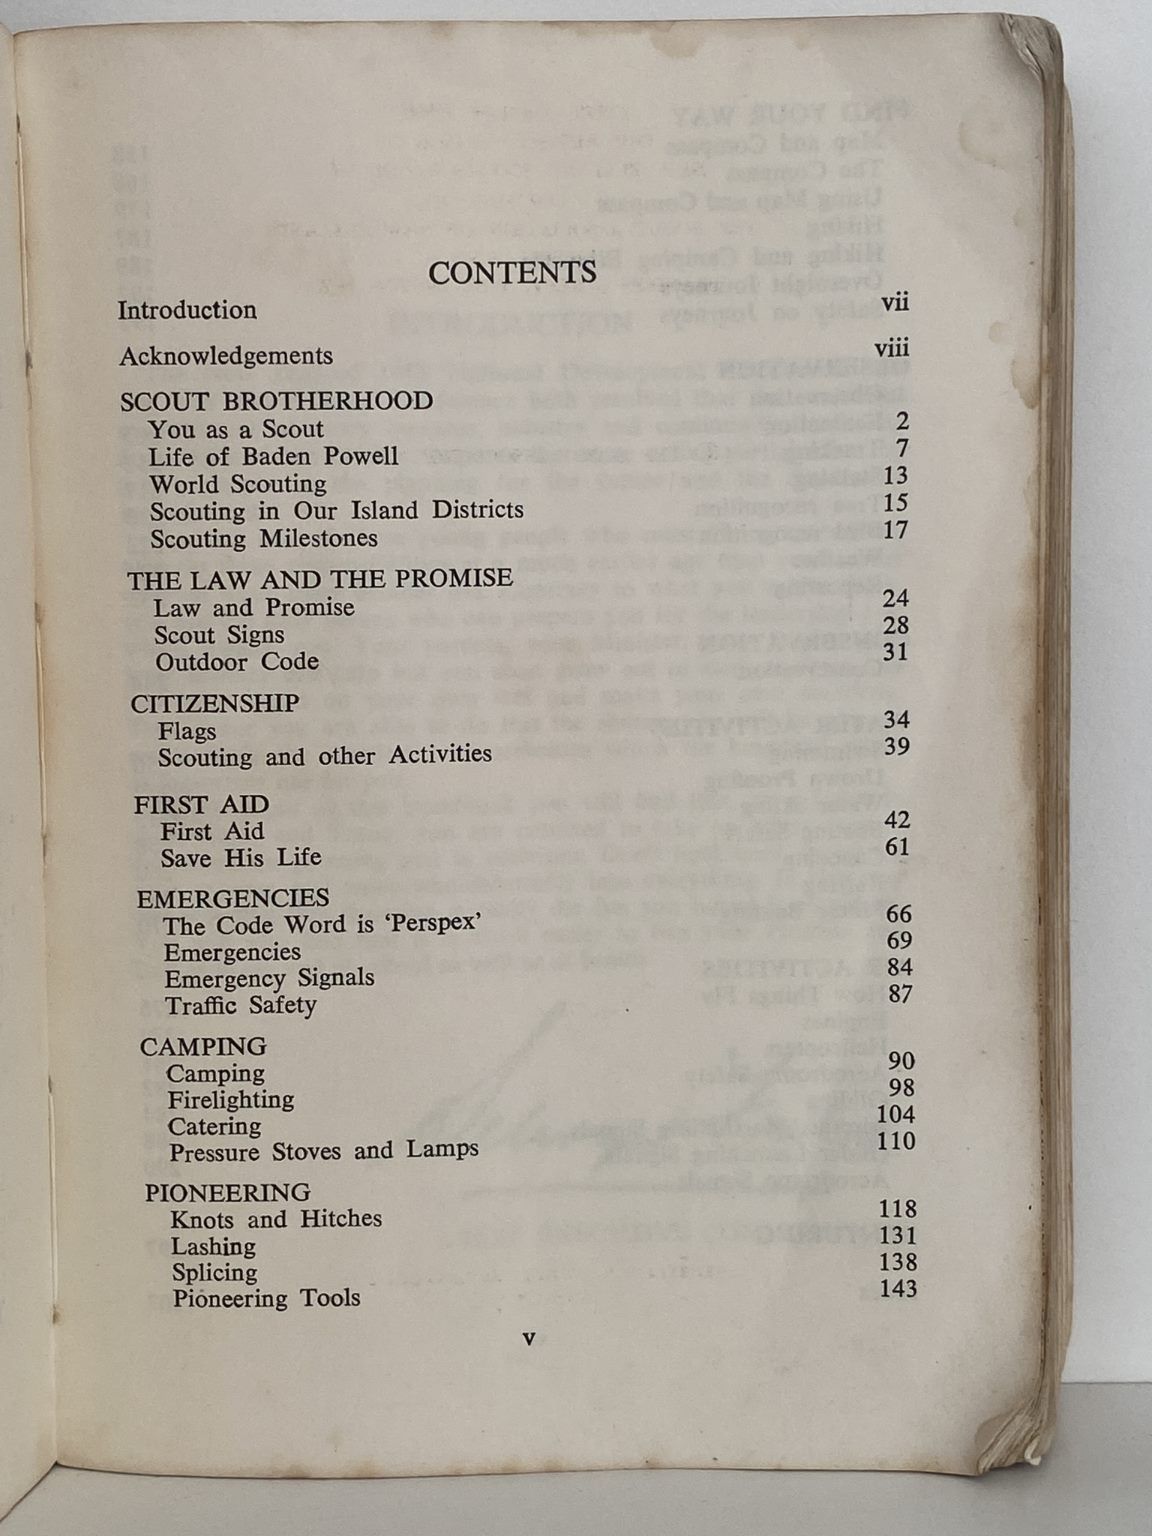 CONTENTS
Introduction vii
Acknowledgements viii
SCOUT BROTHERHOOD
You as a Scout 2
Life of Baden Powell 7
World Scouting 13
Scouting in Our Island Districts 15
Scouting Milestones 17
THE LAW AND THE PROMISE
Law and Promise 24
Scout Signs 28
Outdoor Code 31
CITIZENSHIP
Flags 34
Scouting and other Activities 39
FIRST AID
First Aid 42
Save His Life 61
EMERGENCIES
The Code Word is ‘Perspex’ 66
Emergencies 69
Emergency Signals 84
Traffic Safety 87
CAMPING
Camping 90
Firelighting 98
Catering 104
Pressure Stoves and Lamps 110
PIONEERING
Knots and Hitches 118
Lashing 131
Splicing 138
Pioneering Tools 143
v